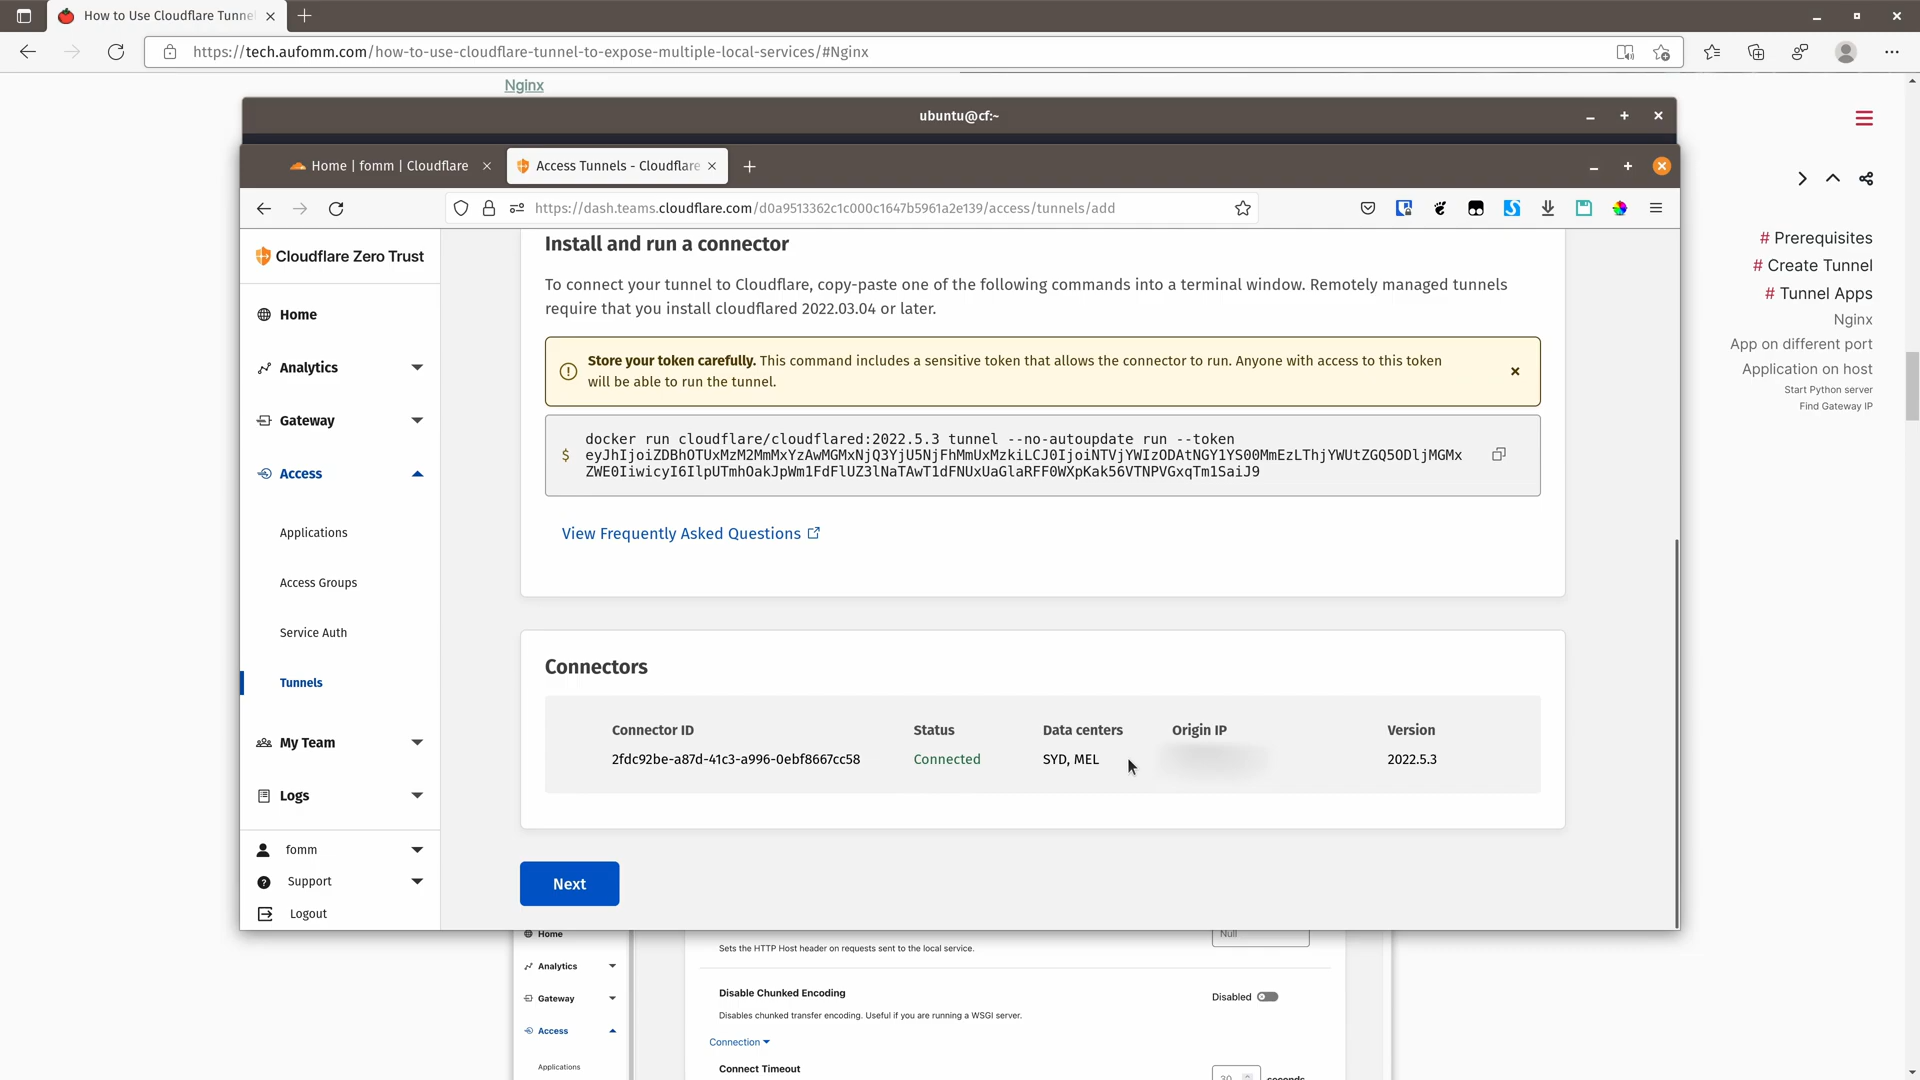 How to Use Cloudflare Tunne
https://tech.aufomm.com/how-to-use-cloudflare-tunnel-to-expose-multiple-local-services/#Nginx
Nginx
ubuntu@cf:~
Home | fomm | Cloudflare
Access Tunnels - Cloudflare
https://dash.teams.cloudflare.com/d0a9513362c1c000c1647b5961a2e139/access/tunnels/add
Cloudflare Zero Trust
Home
Analytics
Gateway
Access
Applications
Access Groups
Service Auth
Tunnels
My Team
Logs
fomm
Support
Logout
Install and run a connector
To connect your tunnel to Cloudflare, copy-paste one of the following commands into a terminal window. Remotely managed tunnels
require that you install cloudflared 2022.03.04 or later.
Store your token carefully. This command includes a sensitive token that allows the connector to run. Anyone with access to this token
will be able to run the tunnel.
$ docker run cloudflare/cloudflared:2022.5.3 tunnel --no-autoupdate run --token
eyJhIjoiZDBhOTUxMzM2MmMxYzAwMGMxNjQ3YjU5NjFhMmUxMzkiLCJ0IjoiNTVjYWIzODAtNGY1YS00MmEzLThjYWUtZGQ5ODljMGMx
ZWE0IiwicyI6IlpUTmhOakJpWm1FdFlUZ3lNaTAwT1dFNUxUaGlaRFF0WXpKak56VTNPVGxqTm1SaiJ9
View Frequently Asked Questions
Connectors
Connector ID Status Data centers Origin IP Version
2fdc92be-a87d-41c3-a996-0ebf8667cc58 Connected SYD, MEL 2022.5.3
Next
# Prerequisites
# Create Tunnel
# Tunnel Apps
Nginx
App on different port
Application on host
Start Python server
Find Gateway IP
Home
Analytics
Gateway
Access
Applications
Sets the HTTP Host header on requests sent to the local service.
Null
Disable Chunked Encoding
Disabled
Disables chunked transfer encoding. Useful if you are running a WSGI server.
Connection
Connect Timeout
30 seconds